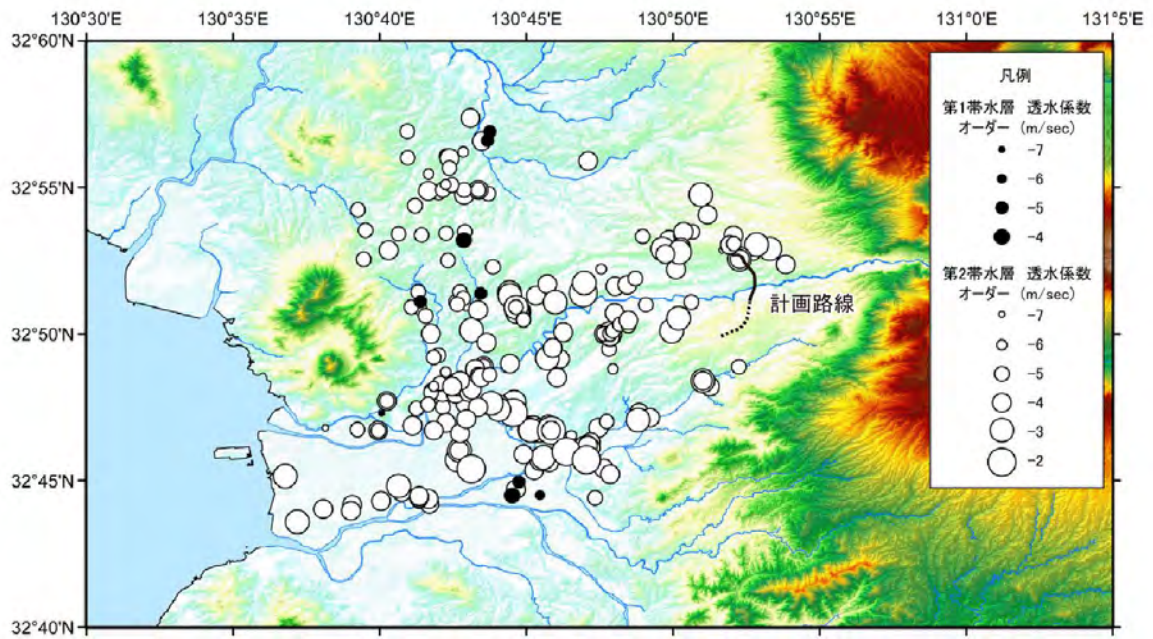 130°30'E 130°35'E 130°40'E 130°45'E 130°50'E 130°55'E 131°0'E 131°5'E
32°60'N
32°55'N
32°50'N
32°45'N
32°40'N
凡例
第1帯水層 透水係数
オーダー (m/sec)
-7
-6
-5
-4
第2帯水層 透水係数
オーダー (m/sec)
-7
-6
-5
-4
-3
-2
計画路線